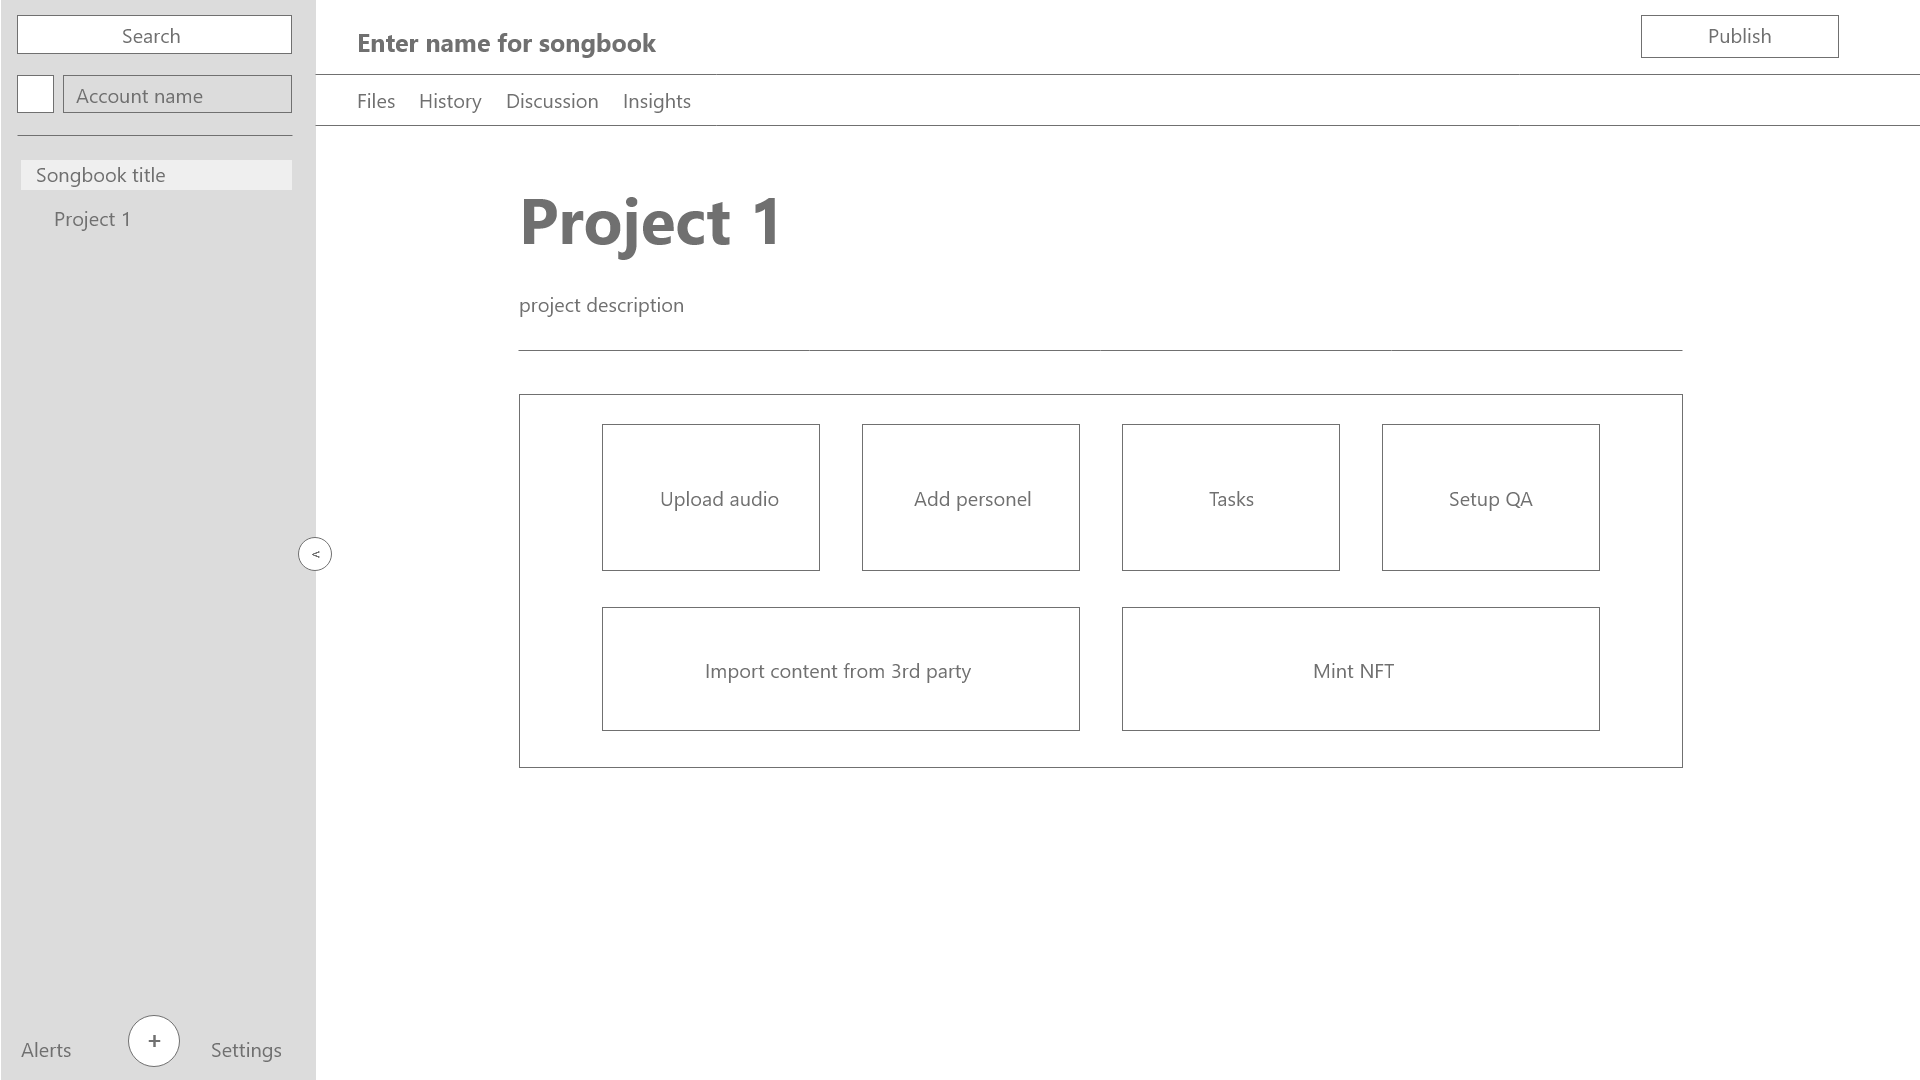 Search
Account name
Songbook title
Project 1
<
Alerts
+
Settings
Enter name for songbook
Publish
Files History Discussion Insights
Project 1
project description
Upload audio
Add personel
Tasks
Setup QA
Import content from 3rd party
Mint NFT